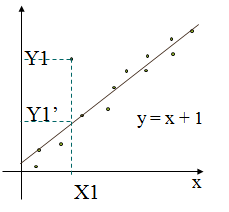 Y1
Y1’
y = x + 1
X1
x